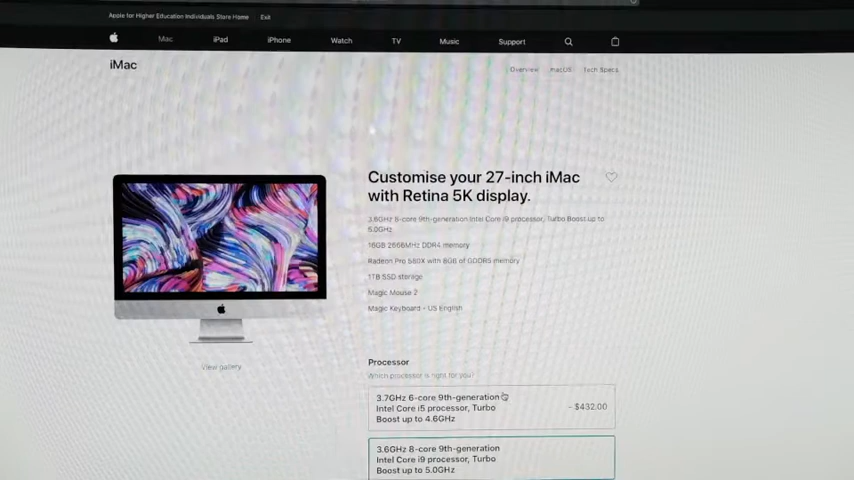 Apple for Higher Education Individuals Store Home Exit
Mac iPad iPhone Watch TV Music Support
iMac
Overview macOS Tech Specs
Customise your 27-inch iMac
with Retina 5K display.
3.6GHz 8-core 9th-generation Intel Core i9 processor, Turbo Boost up to
5.0GHz
16GB 2666MHz DDR4 memory
Radeon Pro 580X with 8GB of GDDR5 memory
1TB SSD storage
Magic Mouse 2
Magic Keyboard - US English
View gallery
Processor
Which processor is right for you?
3.7GHz 6-core 9th-generation
Intel Core i5 processor, Turbo
Boost up to 4.6GHz
- $432.00
3.6GHz 8-core 9th-generation
Intel Core i9 processor, Turbo
Boost up to 5.0GHz